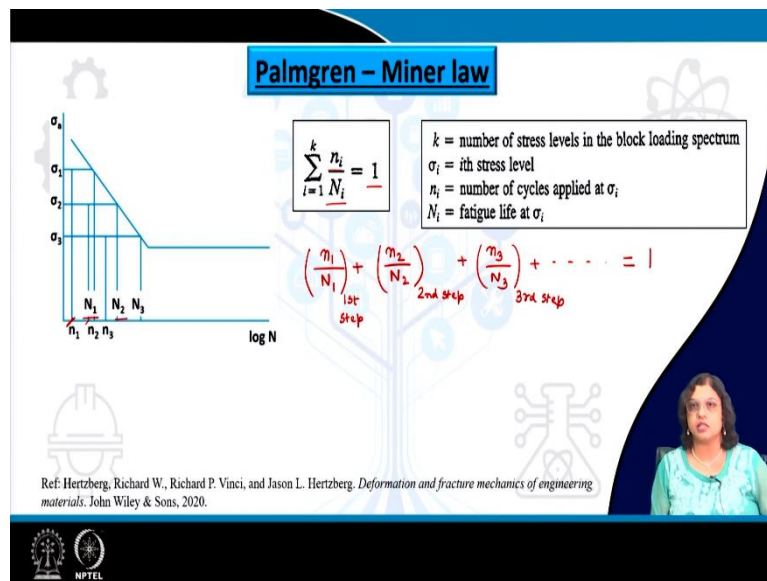 Palmgren – Miner law
σa
σ1
σ2
σ3
N1 N2 N3
n1 n2 n3
log N
k
∑ ni/Ni = 1
i = 1
k = number of stress levels in the block loading spectrum
σi = ith stress level
ni = number of cycles applied at σi
Ni = fatigue life at σi
(n1/N1)1st step + (n2/N2)2nd step + (n3/N3)3rd step + ----- = 1
Ref: Hertzberg, Richard W., Richard P. Vinci, and Jason L. Hertzberg. Deformation and fracture mechanics of engineering
materials. John Wiley & Sons, 2020.
NPTEL